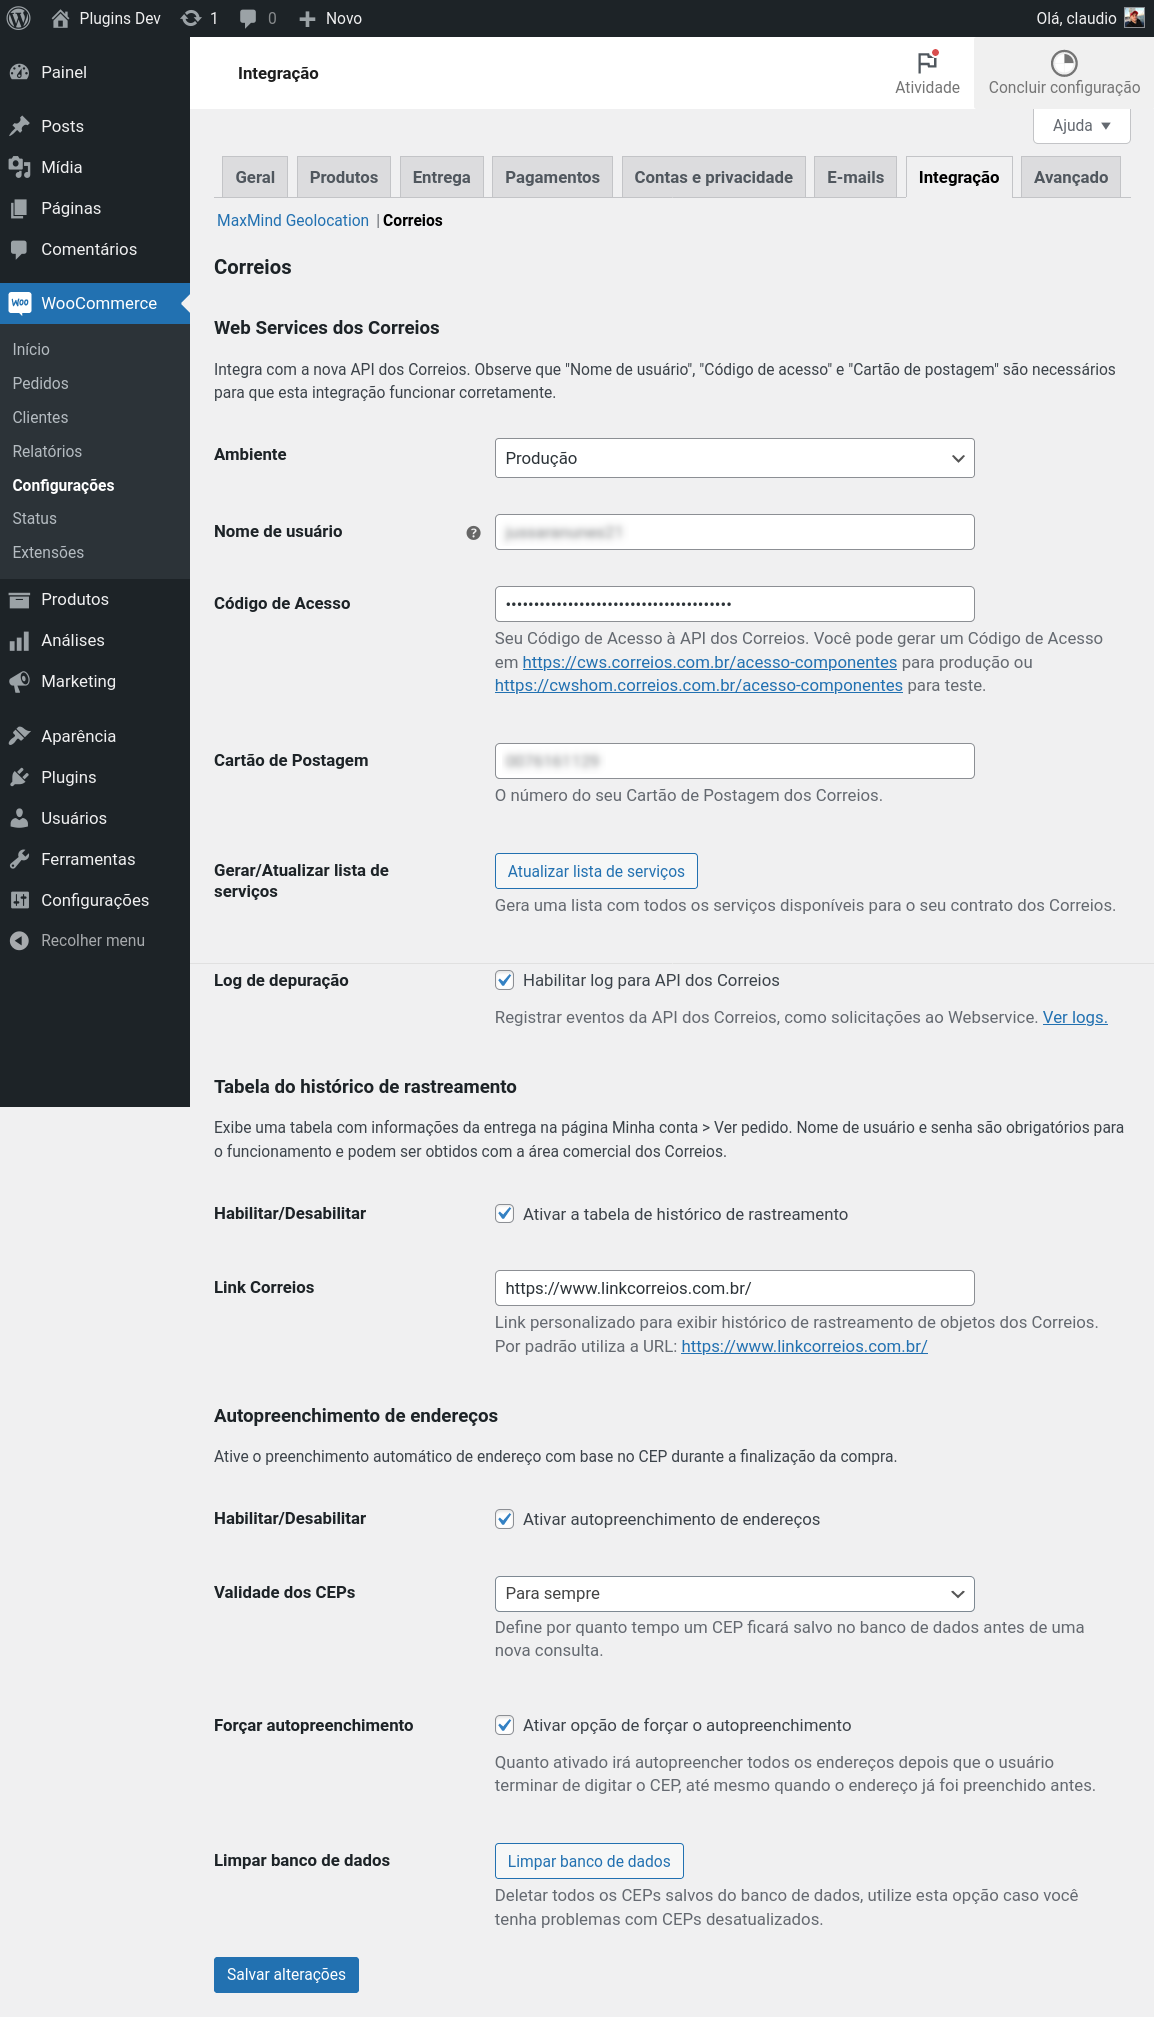 Plugins Dev 1 0 Novo Olá, claudio
Painel
Posts
Mídia
Páginas
Comentários
WOO WooCommerce
Início
Pedidos
Clientes
Relatórios
Configurações
Status
Extensões
Produtos
Análises
Marketing
Aparência
Plugins
Usuários
Ferramentas
Configurações
Recolher menu
Integração
Atividade
Concluir configuração
Ajuda
Geral Produtos Entrega Pagamentos Contas e privacidade E-mails Integração Avançado
MaxMind Geolocation | Correios
Correios
Web Services dos Correios
Integra com a nova API dos Correios. Observe que "Nome de usuário", "Código de acesso" e "Cartão de postagem" são necessários
para que esta integração funcionar corretamente.
Ambiente
Produção
Nome de usuário
?
Código de Acesso
••••••••••••••••••••••••••••••••••••••••
Seu Código de Acesso à API dos Correios. Você pode gerar um Código de Acesso
em https://cws.correios.com.br/acesso-componentes para produção ou
https://cwshom.correios.com.br/acesso-componentes para teste.
Cartão de Postagem
O número do seu Cartão de Postagem dos Correios.
Gerar/Atualizar lista de
serviços
Atualizar lista de serviços
Gera uma lista com todos os serviços disponíveis para o seu contrato dos Correios.
Log de depuração
Habilitar log para API dos Correios
Registrar eventos da API dos Correios, como solicitações ao Webservice. Ver logs.
Tabela do histórico de rastreamento
Exibe uma tabela com informações da entrega na página Minha conta > Ver pedido. Nome de usuário e senha são obrigatórios para
o funcionamento e podem ser obtidos com a área comercial dos Correios.
Habilitar/Desabilitar
Ativar a tabela de histórico de rastreamento
Link Correios
https://www.linkcorreios.com.br/
Link personalizado para exibir histórico de rastreamento de objetos dos Correios.
Por padrão utiliza a URL: https://www.linkcorreios.com.br/
Autopreenchimento de endereços
Ative o preenchimento automático de endereço com base no CEP durante a finalização da compra.
Habilitar/Desabilitar
Ativar autopreenchimento de endereços
Validade dos CEPs
Para sempre
Define por quanto tempo um CEP ficará salvo no banco de dados antes de uma
nova consulta.
Forçar autopreenchimento
Ativar opção de forçar o autopreenchimento
Quanto ativado irá autopreencher todos os endereços depois que o usuário
terminar de digitar o CEP, até mesmo quando o endereço já foi preenchido antes.
Limpar banco de dados
Limpar banco de dados
Deletar todos os CEPs salvos do banco de dados, utilize esta opção caso você
tenha problemas com CEPs desatualizados.
Salvar alterações